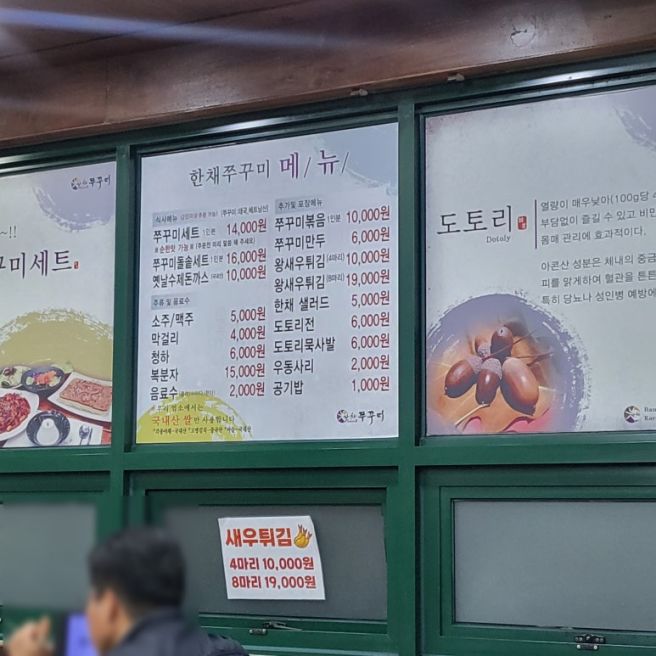 쭈꾸미
~!!
꾸미세트
한채쭈꾸미 메/뉴/
식사메뉴
쭈꾸미세트 1인분 14,000원
쭈꾸미돌솥세트 1인분 16,000원
옛날수제돈까스 10,000원
주류 및 음료수
소주/맥주 5,000원
막걸리 4,000원
청하 6,000원
복분자 15,000원
음료수 2,000원
국내산 쌀만 사용합니다
추가및 포장메뉴
쭈꾸미볶음 1인분 10,000원
쭈꾸미만두 6,000원
왕새우튀김 (4마리) 10,000원
왕새우튀김 (8마리) 19,000원
한채 샐러드 5,000원
도토리전 6,000원
도토리묵사발 6,000원
우동사리 2,000원
공기밥 1,000원
쭈꾸미
도토리
Dotoly
열량이 매우낮아(100g당 4
부담없이 즐길 수 있고 비만
몸매 관리에 효과적이다.
아콘산 성분은 체내의 중금
피를 맑게하여 혈관을 튼튼
특히 당뇨나 성인병 예방에
새우튀김
4마리 10,000원
8마리 19,000원